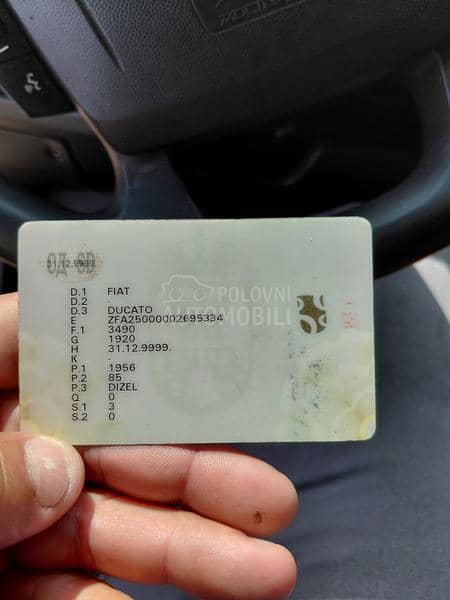 ОД-SD
31.12.9999.
D.1 FIAT
D.2 .
D.3 DUCATO
E ZFA25000002695334
F.1 3490
G 1920
H 31.12.9999.
K .
P.1 1956
P.2 85
P.3 DIZEL
Q 0
S.1 3
S.2 0
POLOVNI
AUTOMOBILI